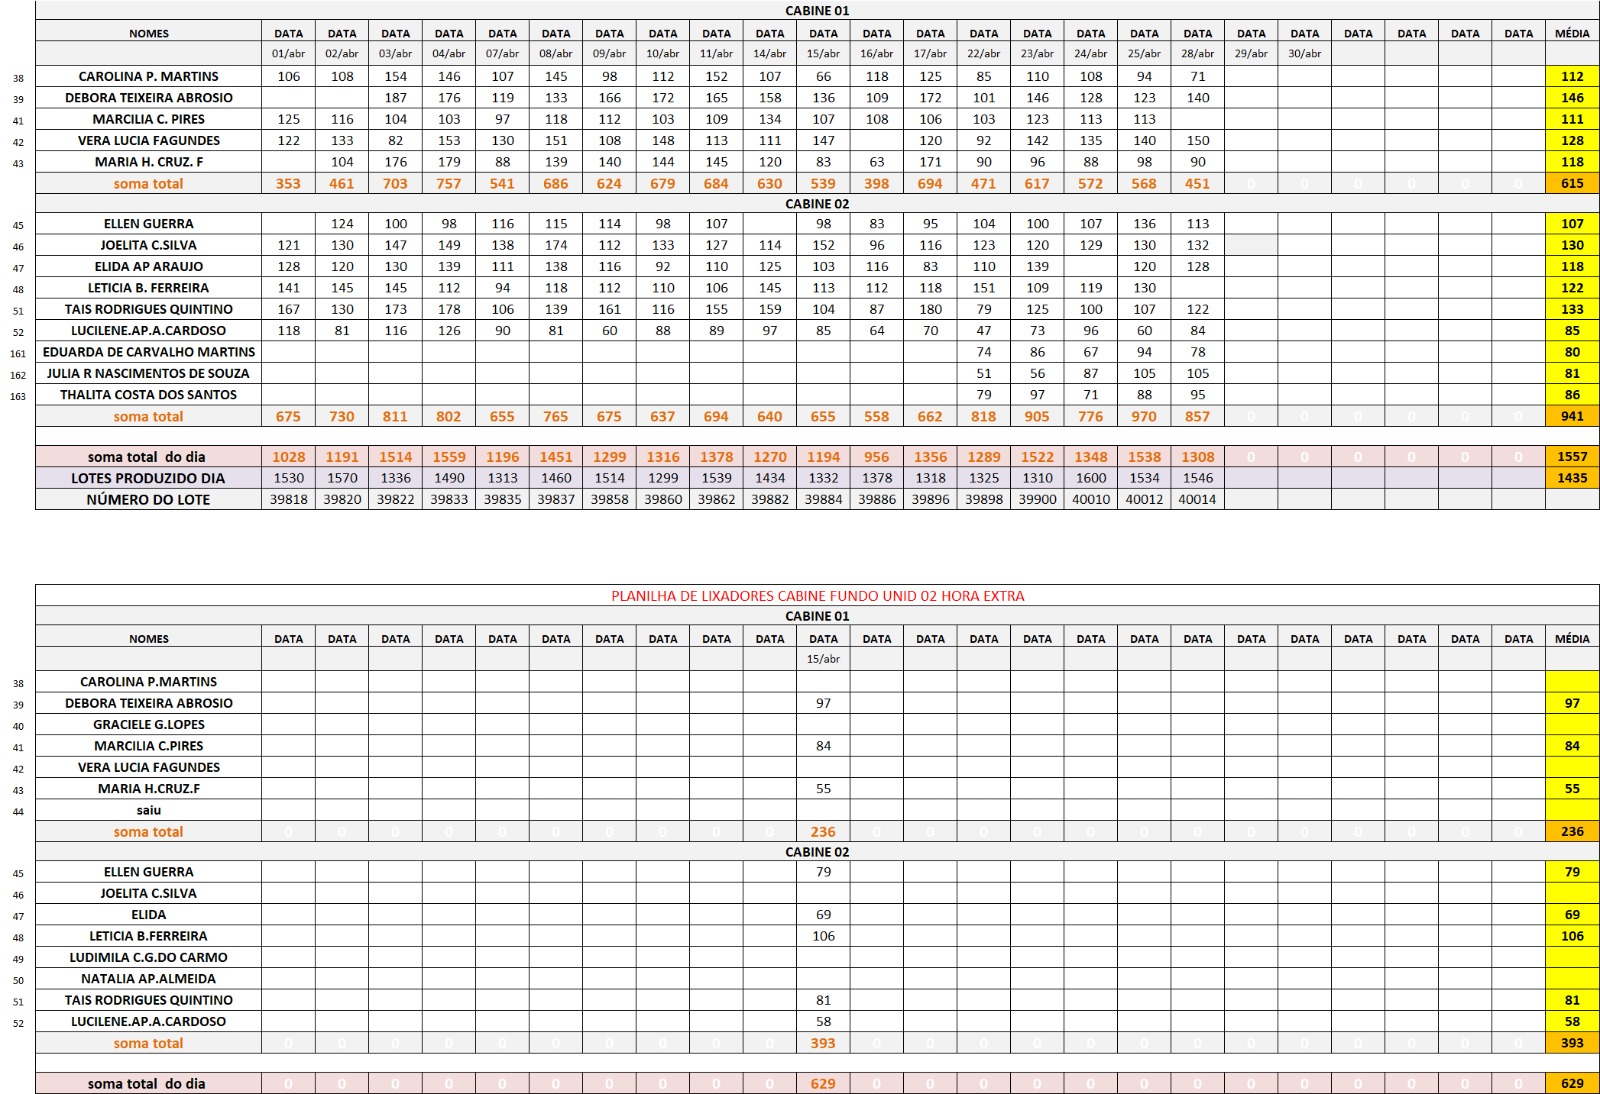 CABINE 01
NOMES DATA DATA DATA DATA DATA DATA DATA DATA DATA DATA DATA DATA DATA DATA DATA DATA DATA DATA DATA DATA DATA DATA DATA DATA MÉDIA
01/abr 02/abr 03/abr 04/abr 07/abr 08/abr 09/abr 10/abr 11/abr 14/abr 15/abr 16/abr 17/abr 22/abr 23/abr 24/abr 25/abr 28/abr 29/abr 30/abr
38 CAROLINA P. MARTINS 106 108 154 146 107 145 98 112 152 107 66 118 125 85 110 108 94 71 112
39 DEBORA TEIXEIRA ABROSIO 187 176 119 133 166 172 165 158 136 109 172 101 146 128 123 140 146
41 MARCILIA C. PIRES 125 116 104 103 97 118 112 103 109 134 107 108 106 103 123 113 113 111
42 VERA LUCIA FAGUNDES 122 133 82 153 130 151 108 148 113 111 147 120 92 142 135 140 150 128
43 MARIA H. CRUZ. F 104 176 179 88 139 140 144 145 120 83 63 171 90 96 88 98 90 118
soma total 353 461 703 757 541 686 624 679 684 630 539 398 694 471 617 572 568 451 0 0 0 0 0 0 615
CABINE 02
45 ELLEN GUERRA 124 100 98 116 115 114 98 107 98 83 95 104 100 107 136 113 107
46 JOELITA C.SILVA 121 130 147 149 138 174 112 133 127 114 152 96 116 123 120 129 130 132 130
47 ELIDA AP ARAUJO 128 120 130 139 111 138 116 92 110 125 103 116 83 110 139 120 128 118
48 LETICIA B. FERREIRA 141 145 145 112 94 118 112 110 106 145 113 112 118 151 109 119 130 122
51 TAIS RODRIGUES QUINTINO 167 130 173 178 106 139 161 116 155 159 104 87 180 79 125 100 107 122 133
52 LUCILENE.AP.A.CARDOSO 118 81 116 126 90 81 60 88 89 97 85 64 70 47 73 96 60 84 85
161 EDUARDA DE CARVALHO MARTINS 74 86 67 94 78 80
162 JULIA R NASCIMENTOS DE SOUZA 51 56 87 105 105 81
163 THALITA COSTA DOS SANTOS 79 97 71 88 95 86
soma total 675 730 811 802 655 765 675 637 694 640 655 558 662 818 905 776 970 857 0 0 0 0 0 0 941
soma total do dia 1028 1191 1514 1559 1196 1451 1299 1316 1378 1270 1194 956 1356 1289 1522 1348 1538 1308 0 0 0 0 0 0 1557
LOTES PRODUZIDO DIA 1530 1570 1336 1490 1313 1460 1514 1299 1539 1434 1332 1378 1318 1325 1310 1600 1534 1546 1435
NÚMERO DO LOTE 39818 39820 39822 39833 39835 39837 39858 39860 39862 39882 39884 39886 39896 39898 39900 40010 40012 40014
PLANILHA DE LIXADORES CABINE FUNDO UNID 02 HORA EXTRA
CABINE 01
NOMES DATA DATA DATA DATA DATA DATA DATA DATA DATA DATA DATA DATA DATA DATA DATA DATA DATA DATA DATA DATA DATA DATA DATA DATA MÉDIA
15/abr
38 CAROLINA P.MARTINS
39 DEBORA TEIXEIRA ABROSIO 97 97
40 GRACIELE G.LOPES
41 MARCILIA C.PIRES 84 84
42 VERA LUCIA FAGUNDES
43 MARIA H.CRUZ.F 55 55
44 saiu
soma total 0 0 0 0 0 0 0 0 0 0 236 0 0 0 0 0 0 0 0 0 0 0 0 0 236
CABINE 02
45 ELLEN GUERRA 79 79
46 JOELITA C.SILVA
47 ELIDA 69 69
48 LETICIA B.FERREIRA 106 106
49 LUDIMILA C.G.DO CARMO
50 NATALIA AP.ALMEIDA
51 TAIS RODRIGUES QUINTINO 81 81
52 LUCILENE.AP.A.CARDOSO 58 58
soma total 0 0 0 0 0 0 0 0 0 0 393 0 0 0 0 0 0 0 0 0 0 0 0 0 393
soma total do dia 0 0 0 0 0 0 0 0 0 0 629 0 0 0 0 0 0 0 0 0 0 0 0 0 629